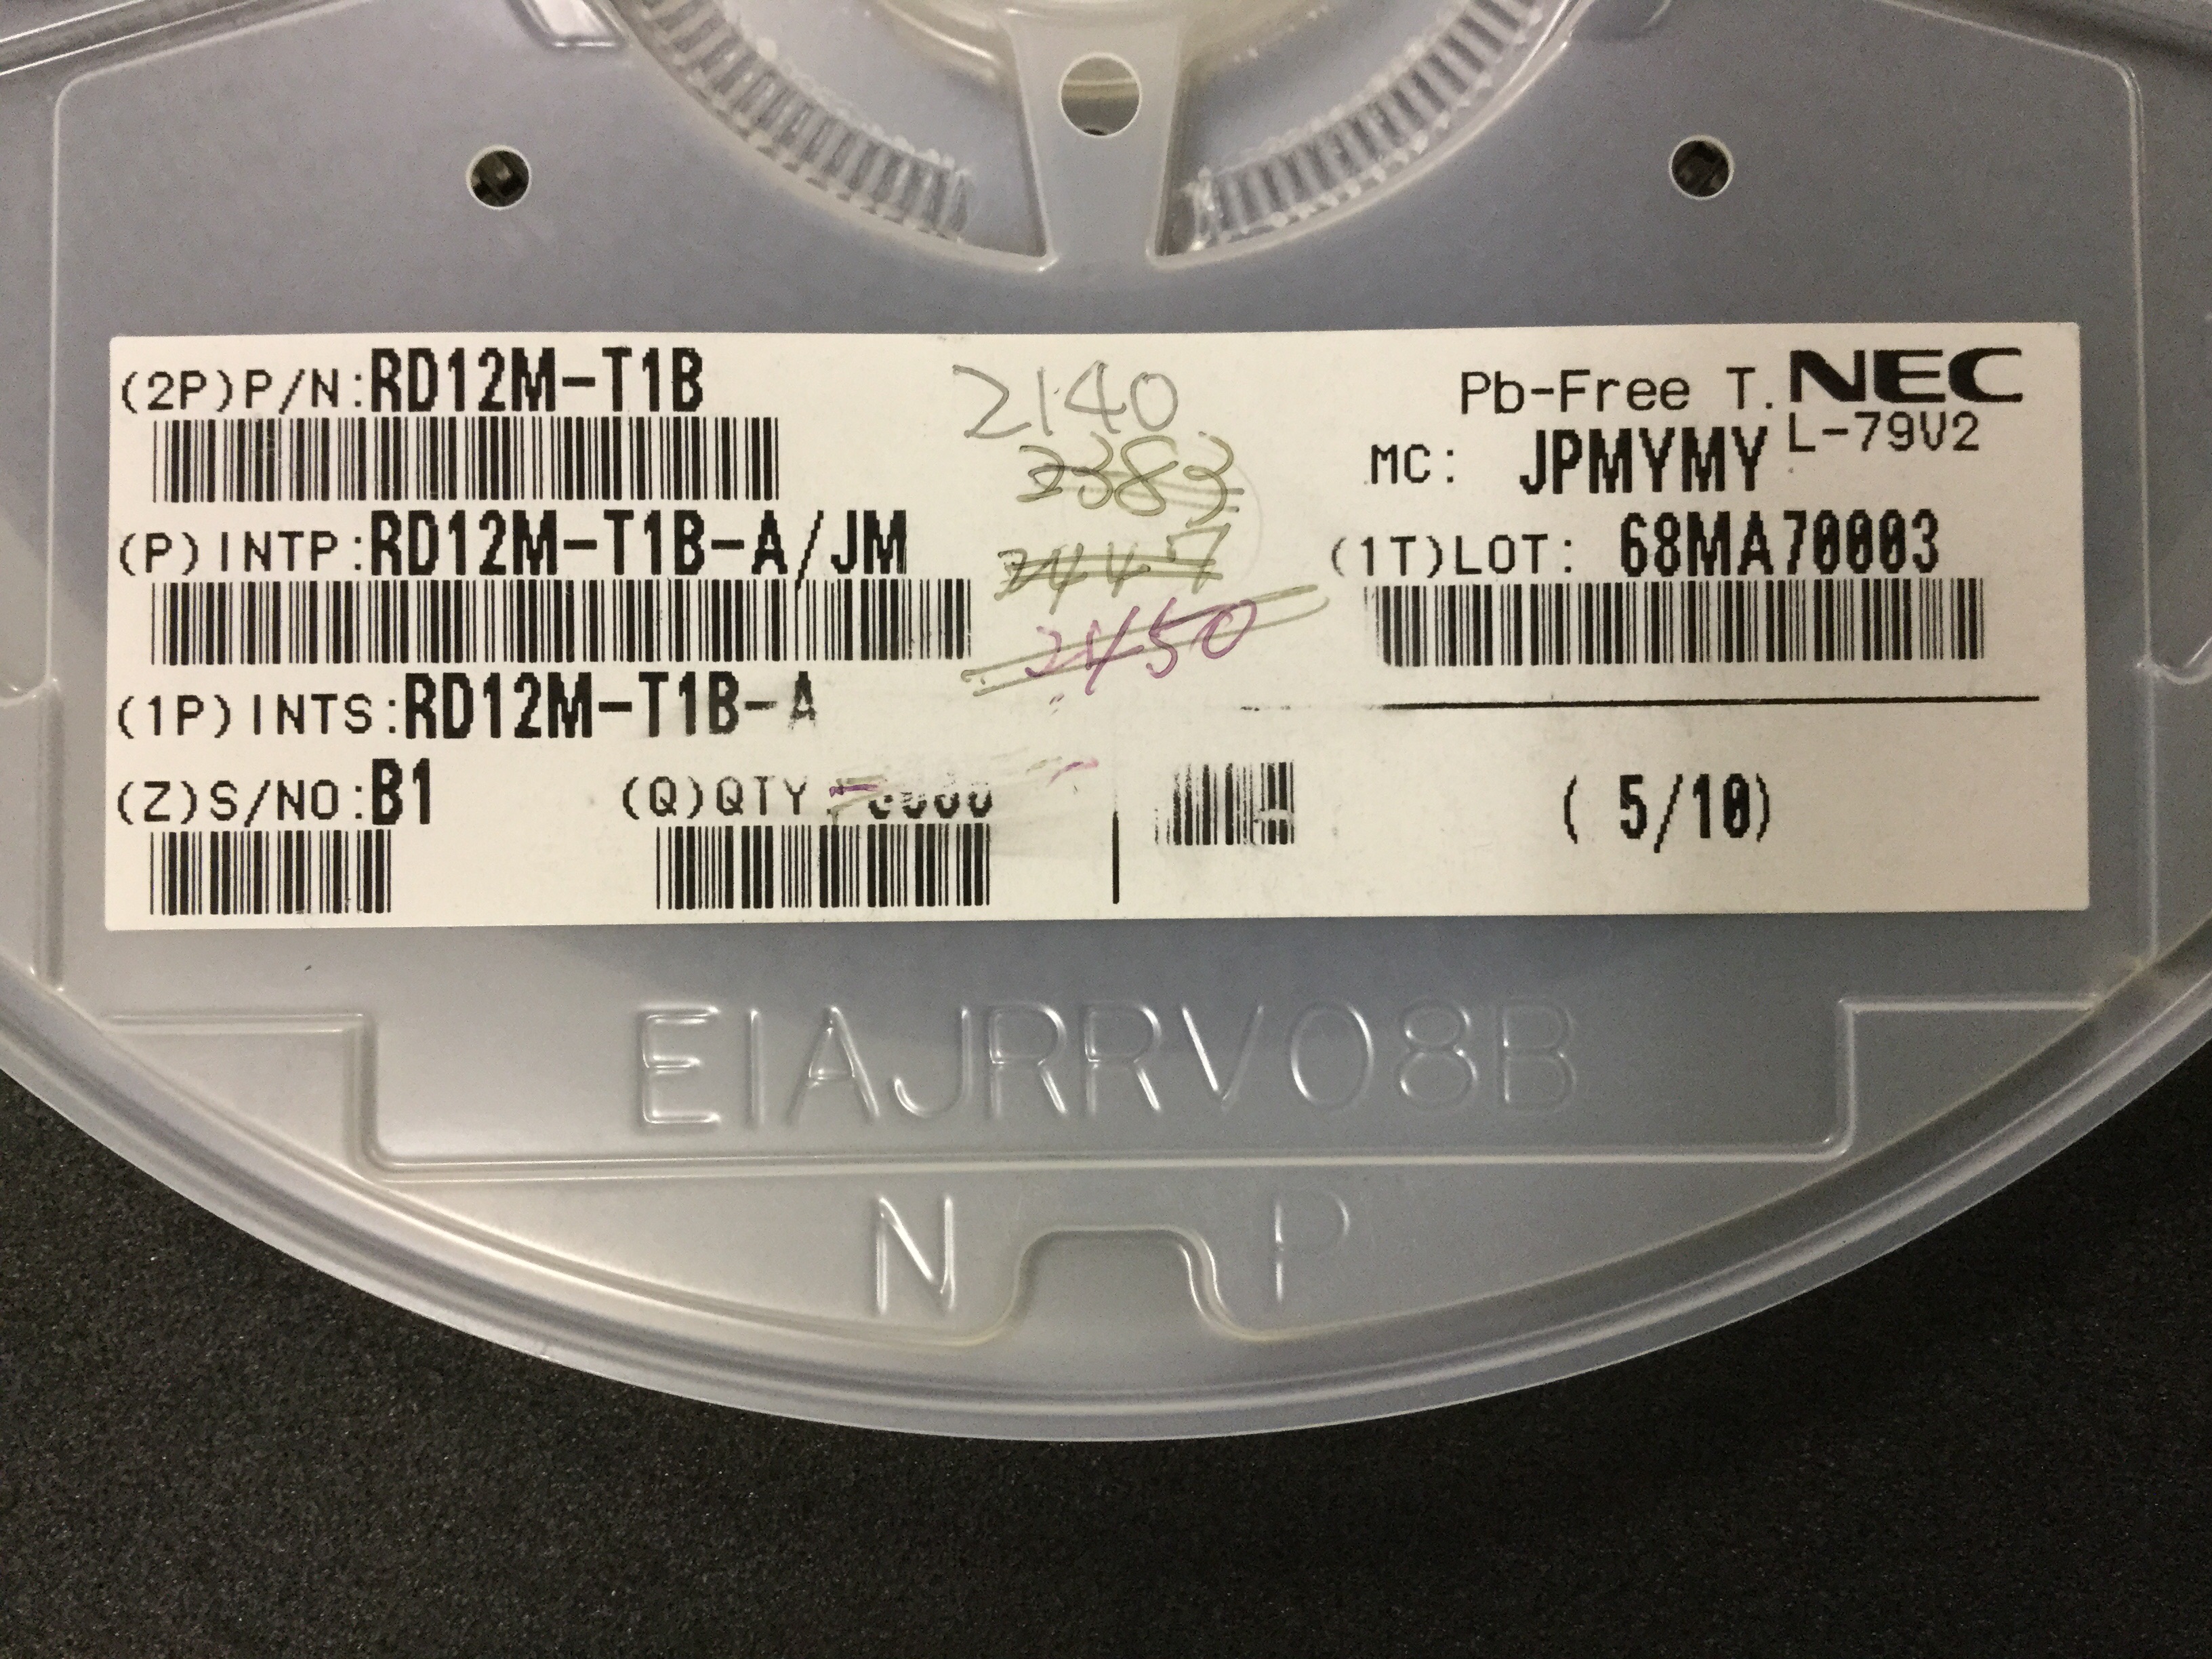 (2P)P/N:RD12M-T1B
2140
Pb-Free T. NEC
L-79V2
2383
MC: JPMYMY
(P)INTP:RD12M-T1B-A/JM
2447
(1T)LOT: 68MA70003
2450
(1P)INTS:RD12M-T1B-A
(Z)S/NO:B1
(Q)QTY
( 5/10)
EIAJRRV08B
N P